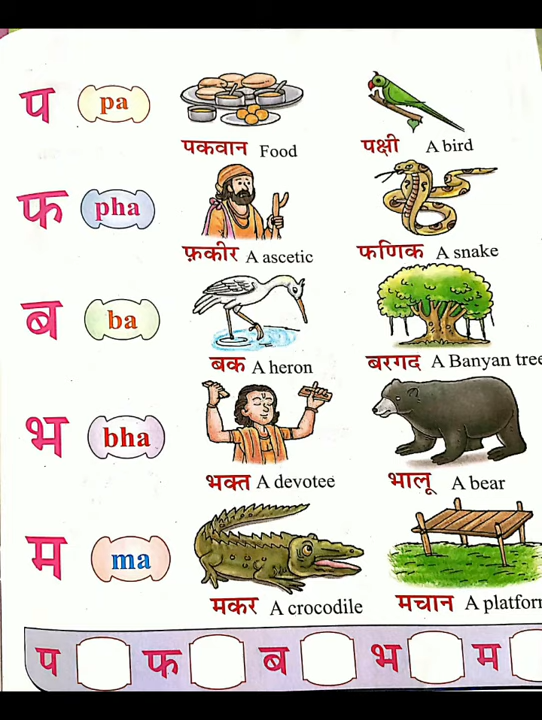 प pa
पकवान Food पक्षी A bird
फ pha
फ़कीर A ascetic फणिक A snake
ब ba
बक A heron बरगद A Banyan tree
भ bha
भक्त A devotee भालू A bear
म ma
मकर A crocodile मचान A platform
प फ ब भ म